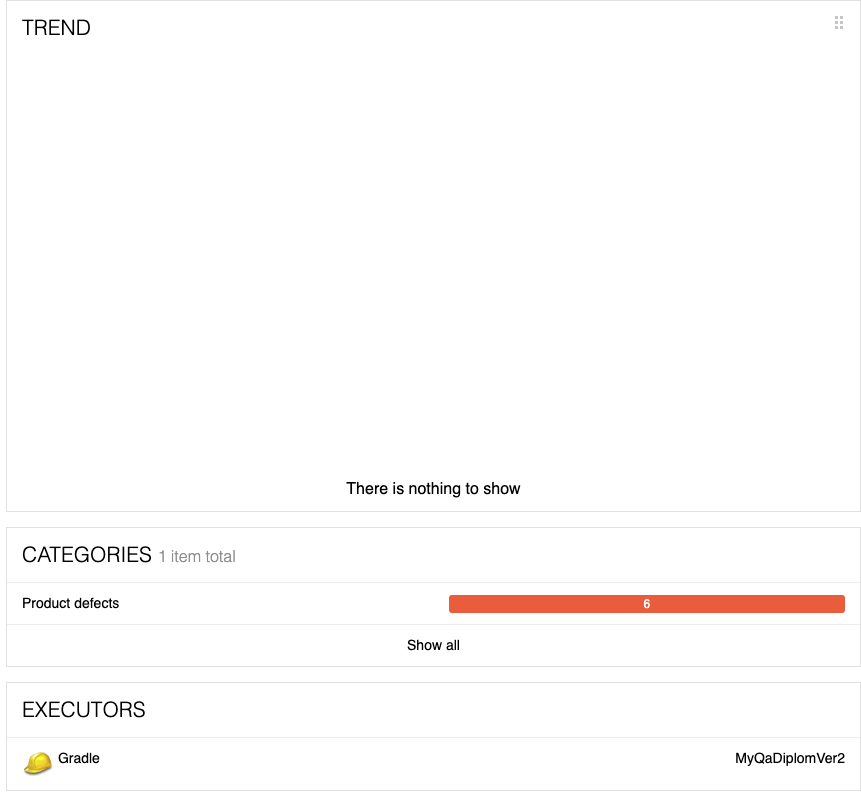 TREND
There is nothing to show
CATEGORIES 1 item total
Product defects 6
Show all
EXECUTORS
Gradle MyQaDiplomVer2